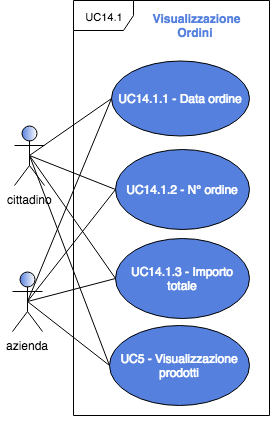 UC14.1
Visualizzazione
Ordini
UC14.1.1 - Data ordine
cittadino
UC14.1.2 - N° ordine
UC14.1.3 - Importo
totale
azienda
UC5 - Visualizzazione
prodotti